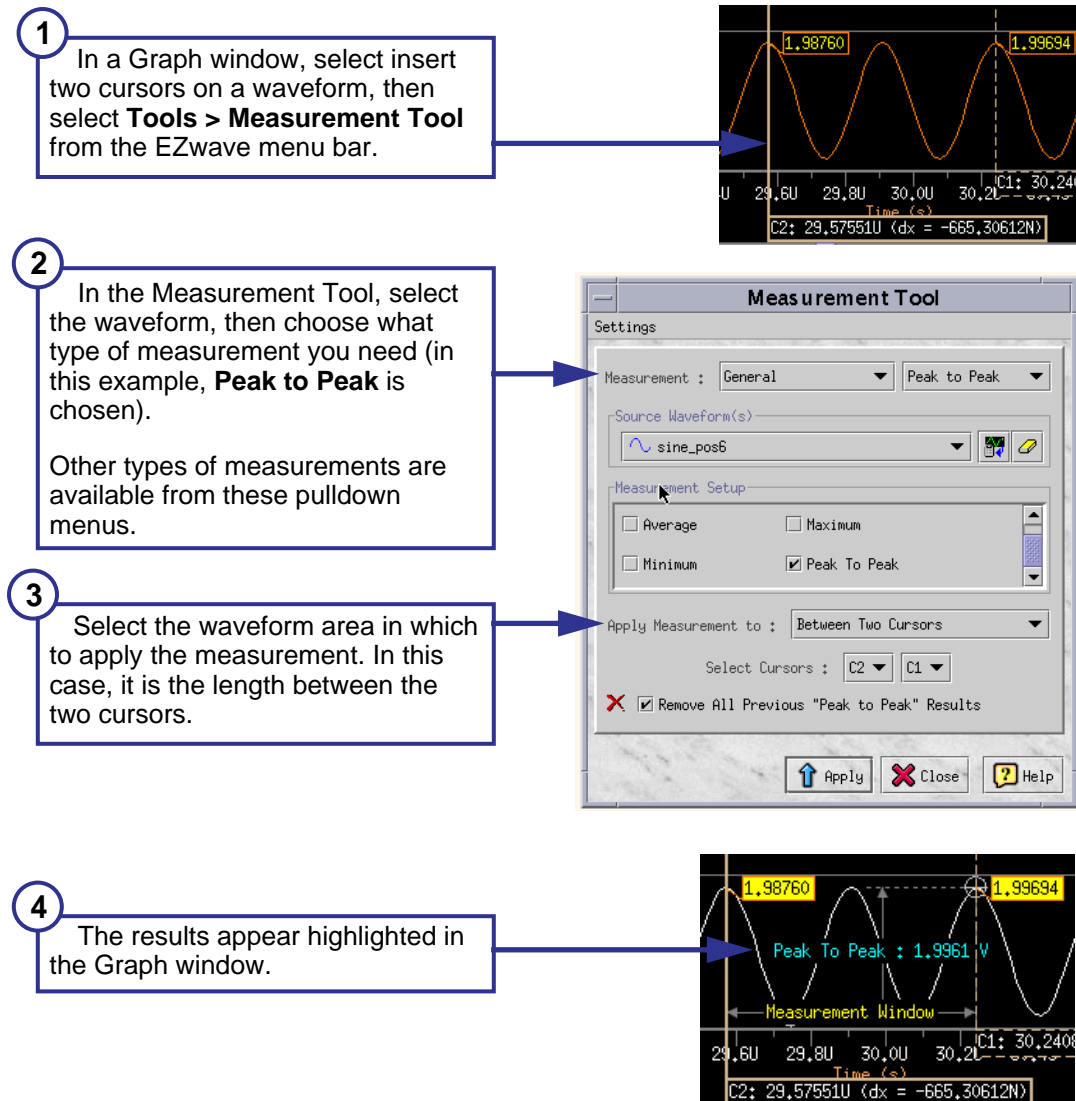 1
In a Graph window, select insert
two cursors on a waveform, then
select Tools > Measurement Tool
from the EZwave menu bar.
1.98760
1.99694
U 29.6U 29.8U 30.0U 30.2
Time (s)
C1: 30.240
C2: 29.57551U (dx = -665.30612N)
2
In the Measurement Tool, select
the waveform, then choose what
type of measurement you need (in
this example, Peak to Peak is
chosen).
Other types of measurements are
available from these pulldown
menus.
Measurement Tool
Settings
Measurement : General Peak to Peak
Source Waveform(s)
sine_pos6
Measurement Setup
Average Maximum
Minimum Peak To Peak
3
Select the waveform area in which
to apply the measurement. In this
case, it is the length between the
two cursors.
Apply Measurement to : Between Two Cursors
Select Cursors : C2 C1
Remove All Previous "Peak to Peak" Results
Apply Close ? Help
4
The results appear highlighted in
the Graph window.
1.98760
1.99694
Peak To Peak : 1.9961 V
Measurement Window
29.6U 29.8U 30.0U 30.2
Time (s)
C1: 30.2408
C2: 29.57551U (dx = -665.30612N)